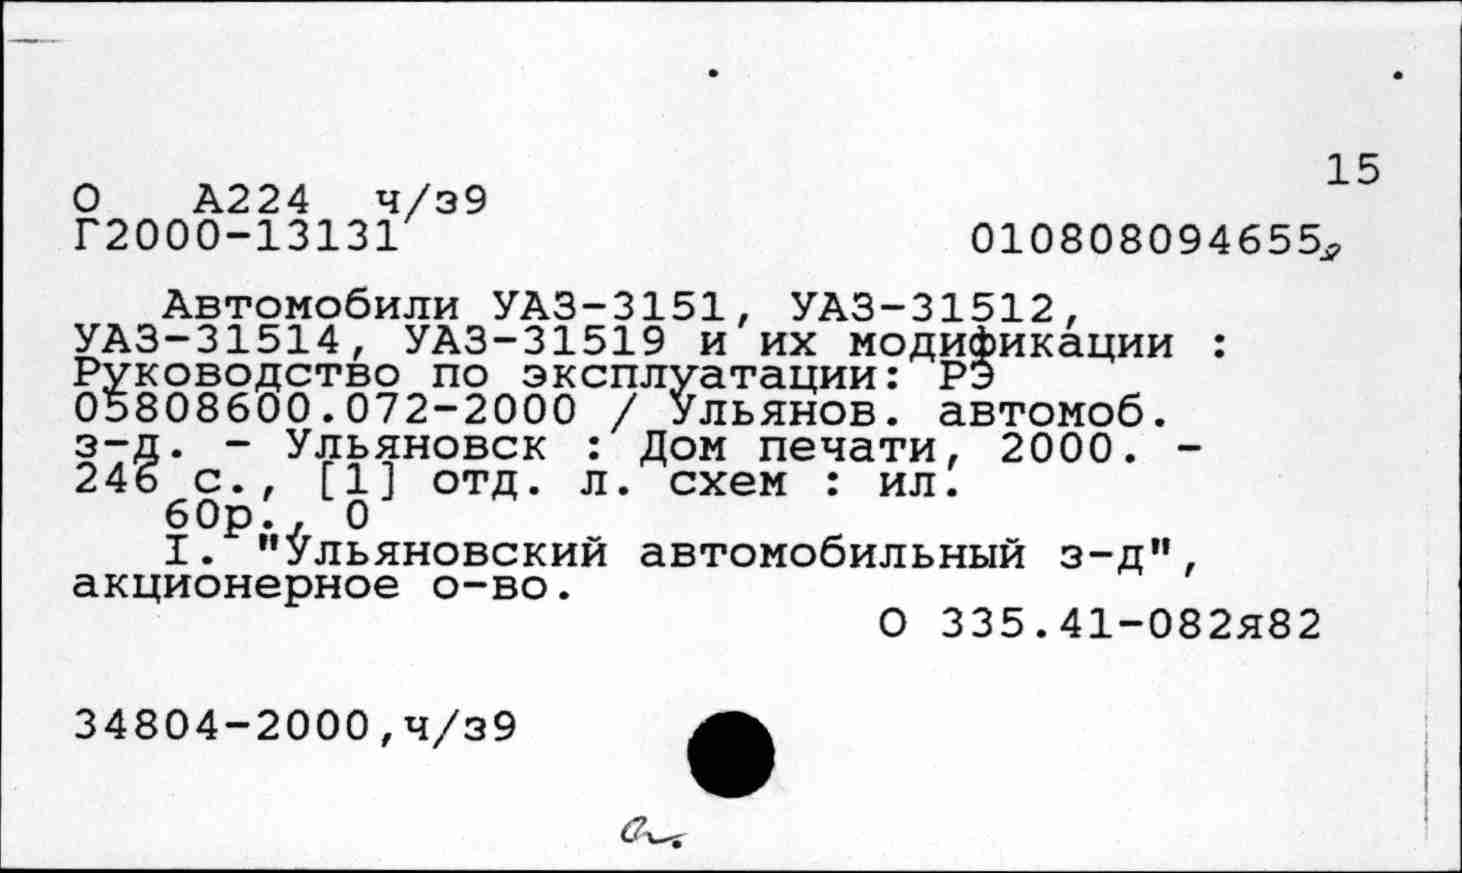 15
О А224 ч/з9
Г2000-13131 010808094655
Автомобили УАЗ-3151, УАЗ-31512,
УАЗ-31514, УАЗ-31519 и их модификации :
Руководство по эксплуатации: РЭ
05808600.072-2000 / Ульянов. автомоб.
з-д. - Ульяновск : Дом печати, 2000. -
246 с., [1] отд. л. схем : ил.
60р., 0
I. "Ульяновский автомобильный з-д",
акционерное о-во.
О 335.41-082я82
34804-2000,ч/з9